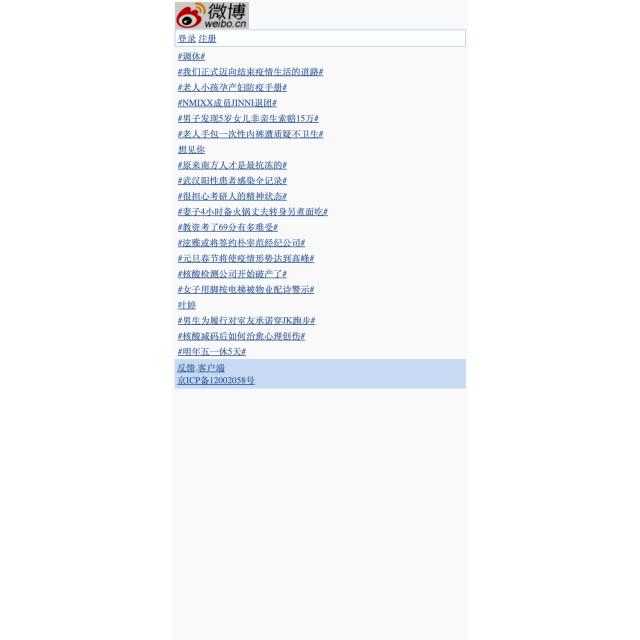 微博
weibo.cn
登录 注册
#调休#
#我们正式迈向结束疫情生活的道路#
#老人小孩孕产妇防疫手册#
#NMIXX成员JINNI退团#
#男子发现5岁女儿非亲生索赔15万#
#老人手包一次性内裤遭质疑不卫生#
想见你
#原来南方人才是最抗冻的#
#武汉阳性患者感染全记录#
#很担心考研人的精神状态#
#妻子4小时备火锅丈夫转身另煮面吃#
#教资考了69分有多难受#
#泫雅或将签约朴宰范经纪公司#
#元旦春节将使疫情形势达到高峰#
#核酸检测公司开始破产了#
#女子用脚按电梯被物业配诗警示#
叶婷
#男生为履行对室友承诺穿JK跑步#
#核酸减码后如何治愈心理创伤#
#明年五一休5天#
反馈.客户端
京ICP备12002058号